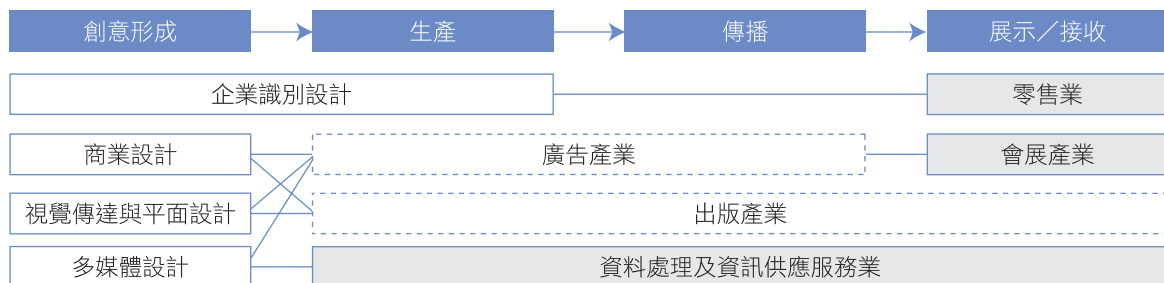 創意形成 生產 傳播 展示／接收
企業識別設計 零售業
商業設計 廣告產業 會展產業
視覺傳達與平面設計 出版產業
多媒體設計 資料處理及資訊供應服務業